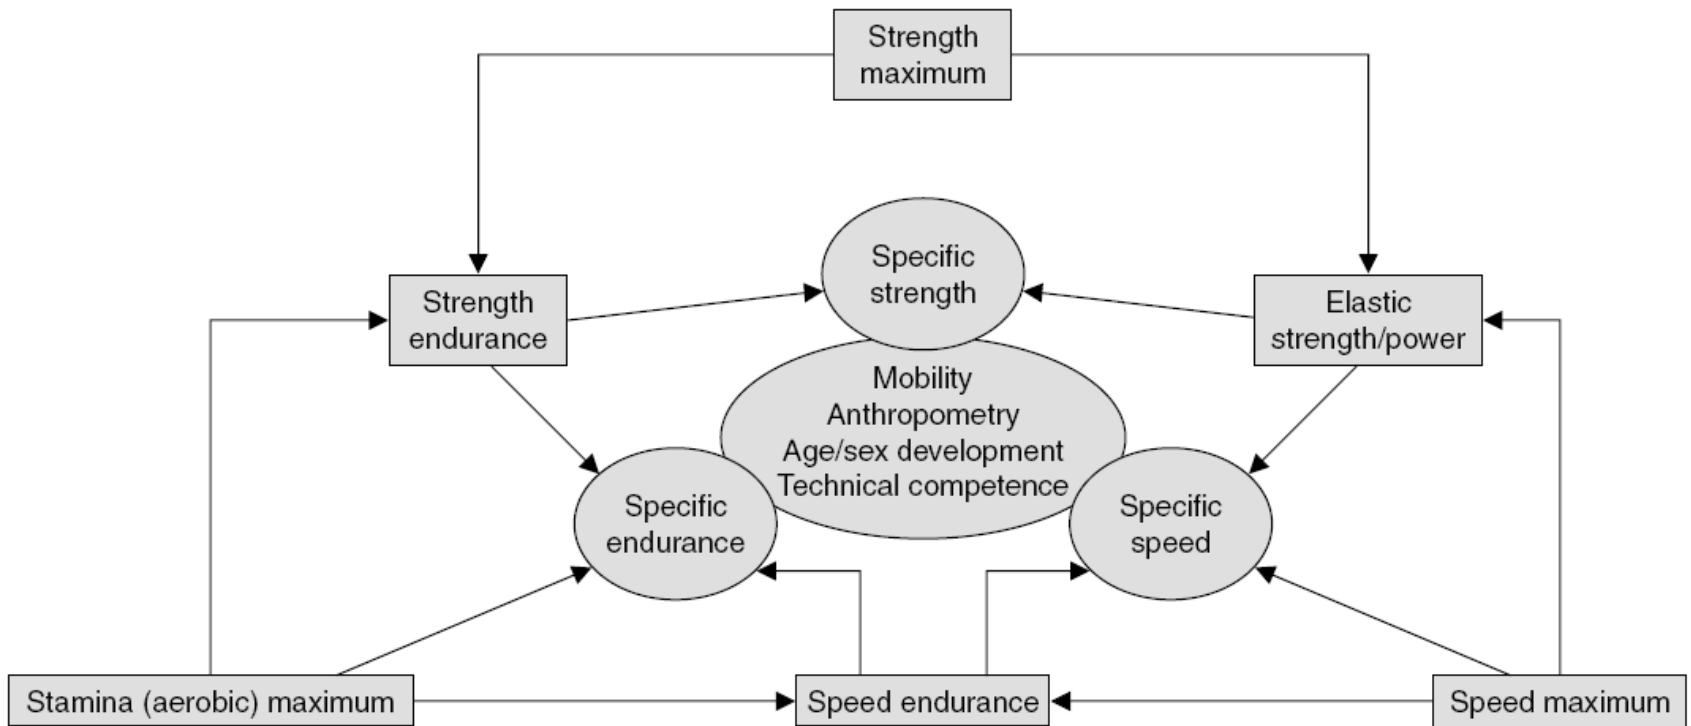 Strength
maximum
Specific
strength
Strength
endurance
Elastic
strength/power
Mobility
Anthropometry
Age/sex development
Technical competence
Specific
endurance
Specific
speed
Stamina (aerobic) maximum
Speed endurance
Speed maximum